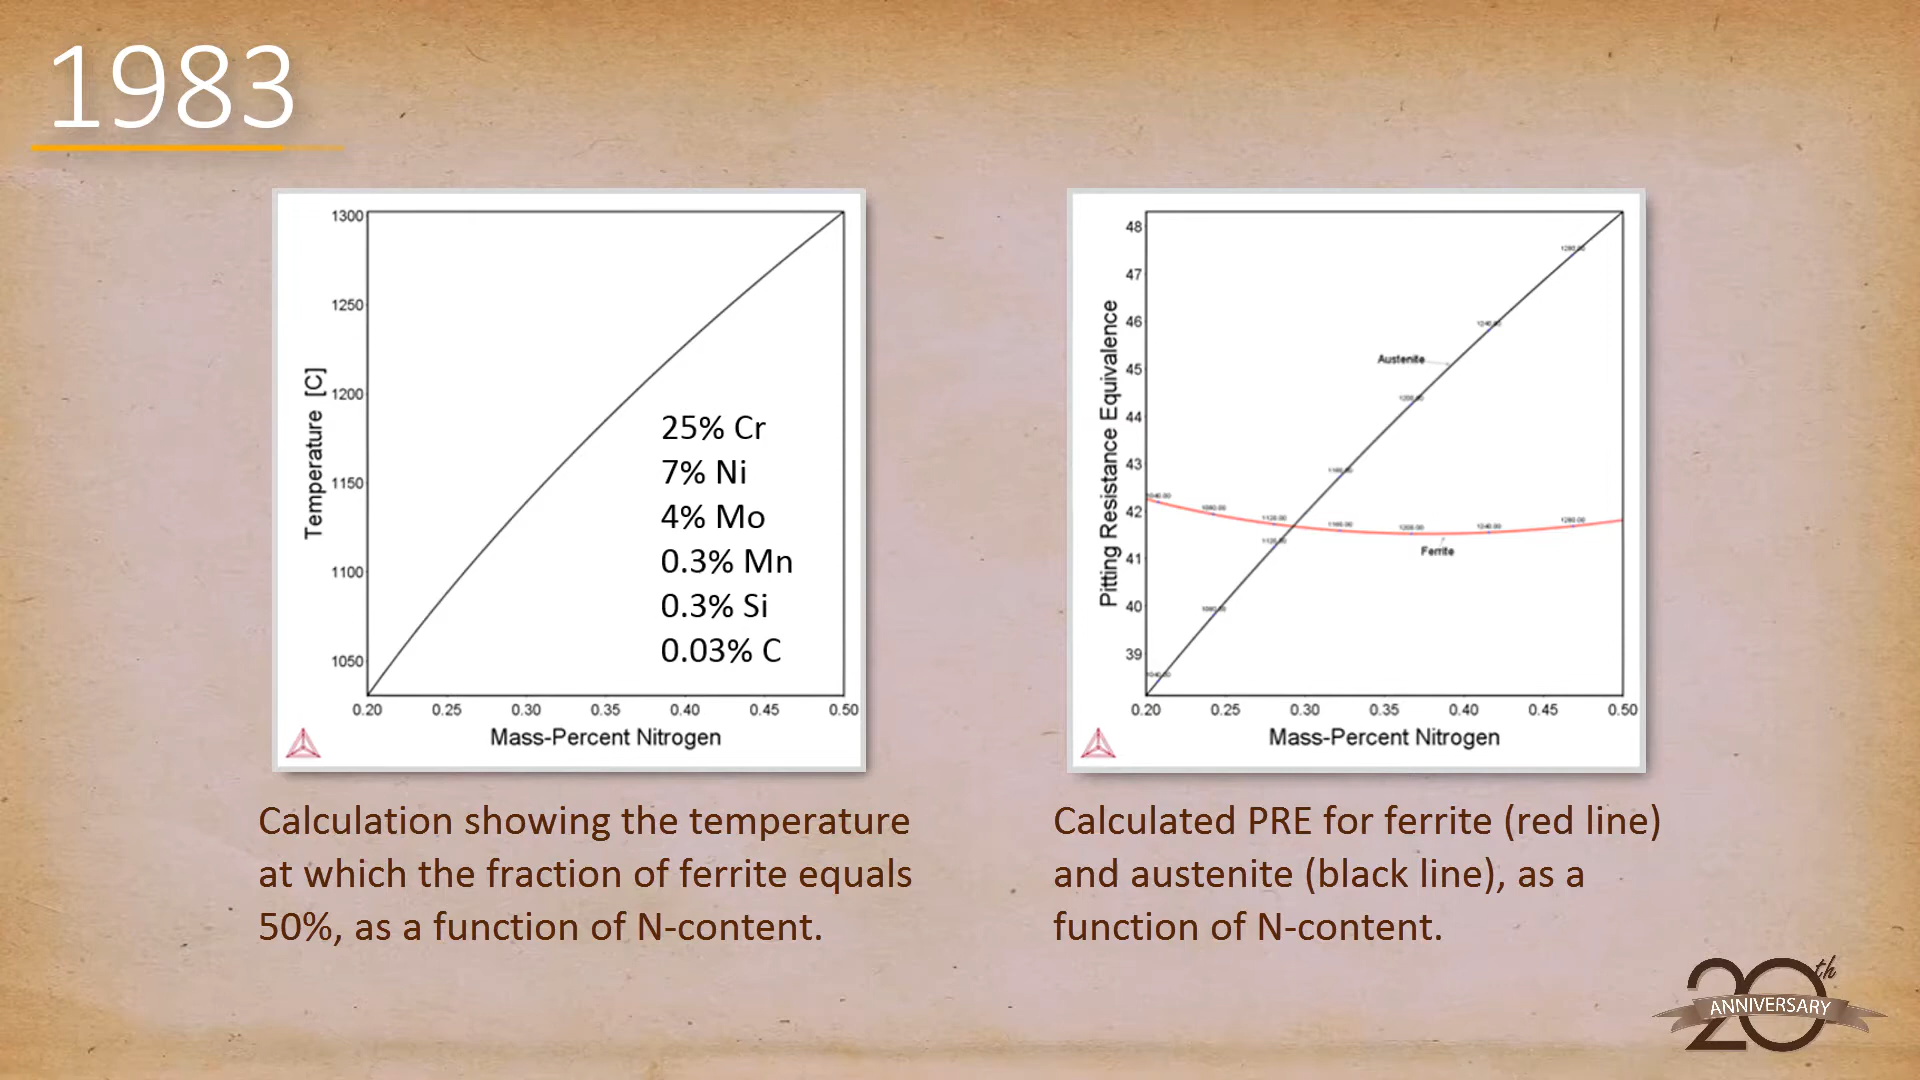 1983
1300
1250
1200
1150
1100
1050
Temperature [C]
25% Cr
7% Ni
4% Mo
0.3% Mn
0.3% Si
0.03% C
0.20 0.25 0.30 0.35 0.40 0.45 0.50
Mass-Percent Nitrogen
Calculation showing the temperature
at which the fraction of ferrite equals
50%, as a function of N-content.
48
47
46
45
44
43
42
41
40
39
Pitting Resistance Equivalence
Austenite
Ferrite
0.20 0.25 0.30 0.35 0.40 0.45 0.50
Mass-Percent Nitrogen
Calculated PRE for ferrite (red line)
and austenite (black line), as a
function of N-content.
20th
ANNIVERSARY